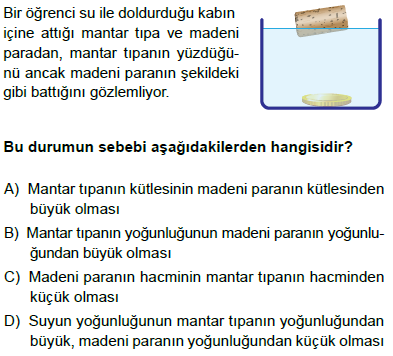 Bir öğrenci su ile doldurduğu kabın
içine attığı mantar tıpa ve madeni
paradan, mantar tıpanın yüzdüğü-
nü ancak madeni paranın şekildeki
gibi battığını gözlemliyor.
Bu durumun sebebi aşağıdakilerden hangisidir?
A) Mantar tıpanın kütlesinin madeni paranın kütlesinden
büyük olması
B) Mantar tıpanın yoğunluğunun madeni paranın yoğunlu-
ğundan büyük olması
C) Madeni paranın hacminin mantar tıpanın hacminden
küçük olması
D) Suyun yoğunluğunun mantar tıpanın yoğunluğundan
büyük, madeni paranın yoğunluğundan küçük olması